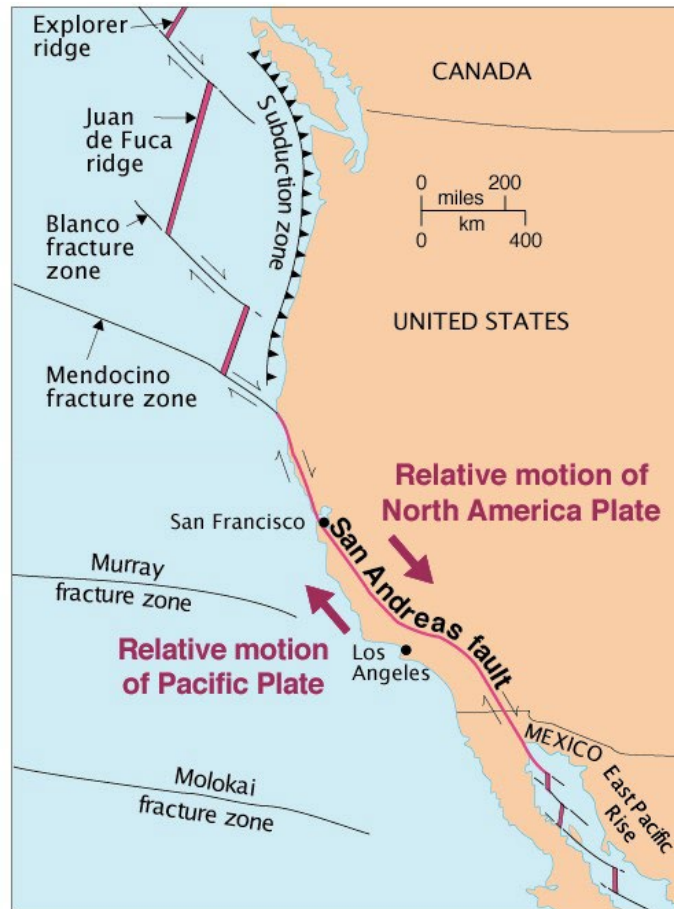 Explorer
ridge
CANADA
Juan
de Fuca
ridge
Subduction zone
0 200
miles
km
0 400
Blanco
fracture
zone
UNITED STATES
Mendocino
fracture zone
Relative motion of
North America Plate
San Francisco
San Andreas fault
Murray
fracture zone
Relative motion
of Pacific Plate
Los
Angeles
MEXICO
East Pacific
Rise
Molokai
fracture zone